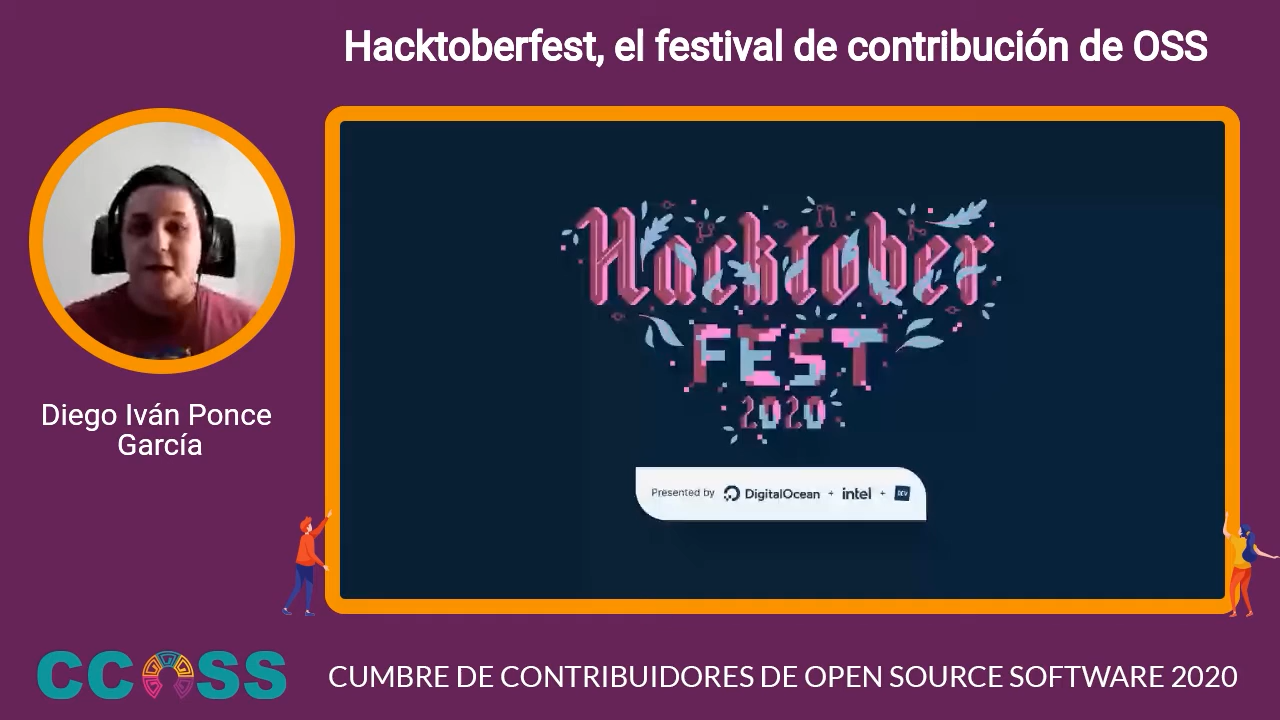 Hacktoberfest, el festival de contribución de OSS
Hacktober
FEST
2020
Presented by DigitalOcean + intel + DEV
Diego Iván Ponce
García
CCOSS
CUMBRE DE CONTRIBUIDORES DE OPEN SOURCE SOFTWARE 2020